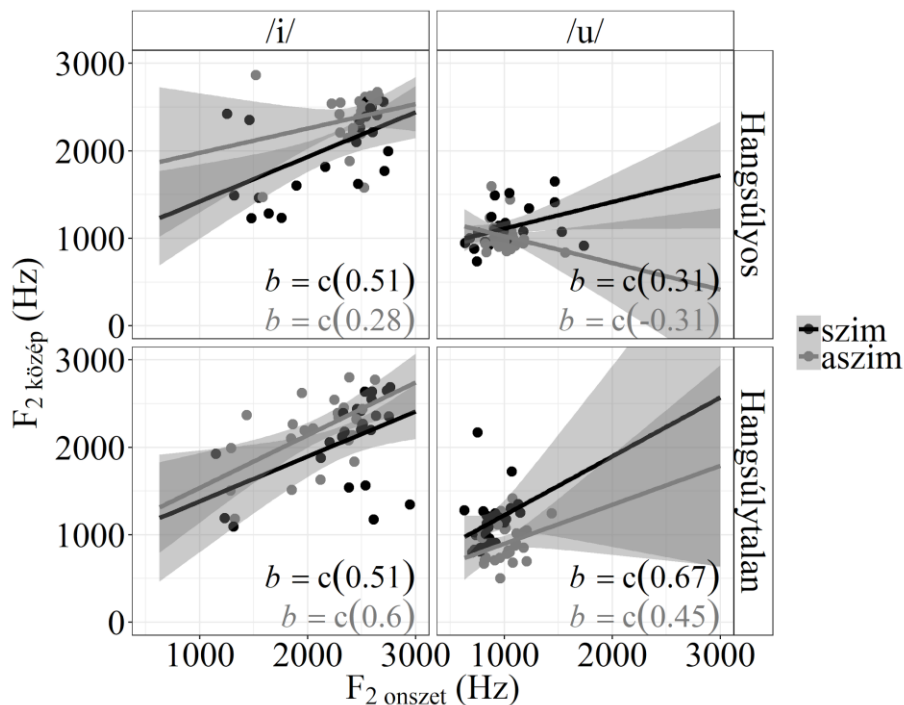 /i/ /u/
3000
2000
1000
0
b = c(0.51)
b = c(0.28)
b = c(0.31)
b = c(-0.31)
Hangsúlyos
3000
2000
1000
0
b = c(0.51)
b = c(0.6)
b = c(0.67)
b = c(0.45)
Hangsúlytalan
F2 közép (Hz)
1000 2000 3000 1000 2000 3000
F2 onszet (Hz)
szim
aszim